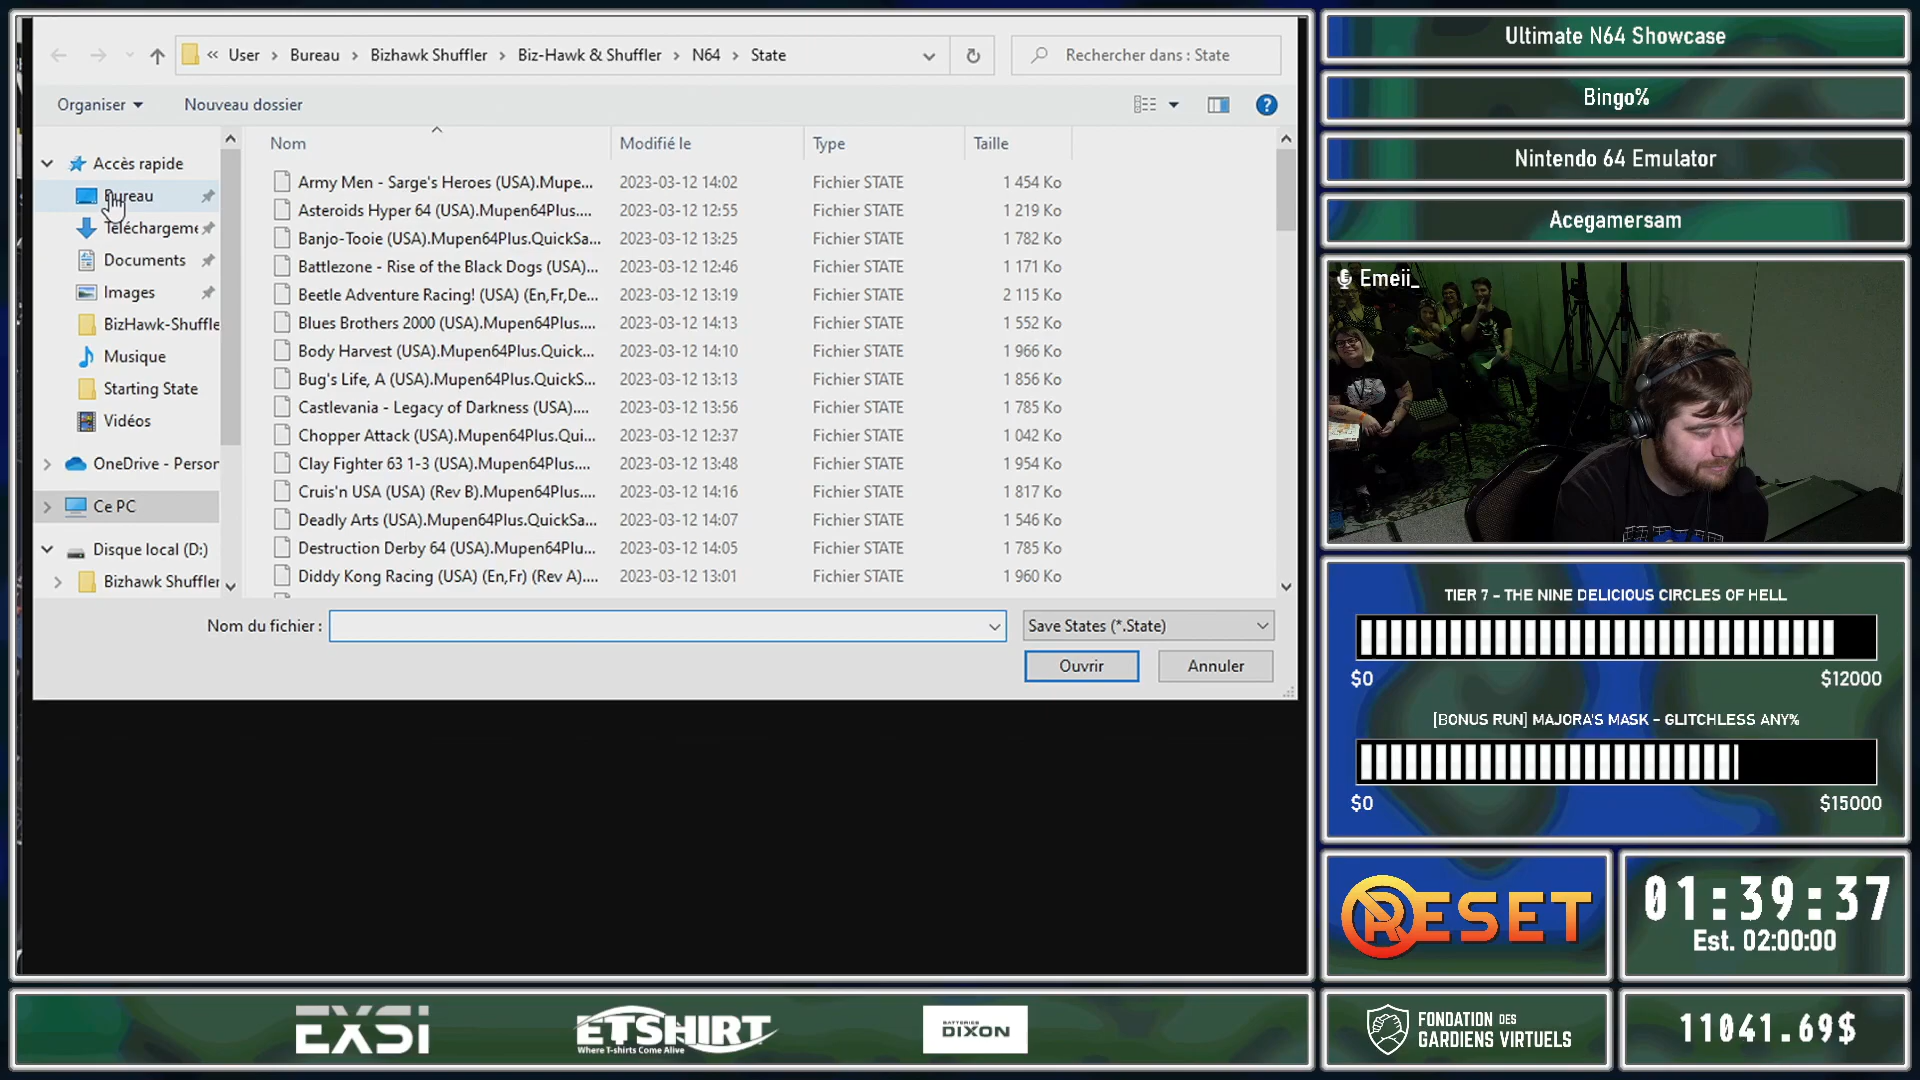 « User > Bureau > Bizhawk Shuffler > Biz-Hawk & Shuffler > N64 > State
Rechercher dans : State
Organiser Nouveau dossier
Nom Modifié le Type Taille
Accès rapide
Bureau
Téléchargeme
Documents
Images
BizHawk-Shuffle
Musique
Starting State
Vidéos
OneDrive - Person
Ce PC
Disque local (D:)
Bizhawk Shuffler
Army Men - Sarge's Heroes (USA).Mupe... 2023-03-12 14:02 Fichier STATE 1 454 Ko
Asteroids Hyper 64 (USA).Mupen64Plus.... 2023-03-12 12:55 Fichier STATE 1 219 Ko
Banjo-Tooie (USA).Mupen64Plus.QuickSa... 2023-03-12 13:25 Fichier STATE 1 782 Ko
Battlezone - Rise of the Black Dogs (USA)... 2023-03-12 12:46 Fichier STATE 1 171 Ko
Beetle Adventure Racing! (USA) (En,Fr,De... 2023-03-12 13:19 Fichier STATE 2 115 Ko
Blues Brothers 2000 (USA).Mupen64Plus.... 2023-03-12 14:13 Fichier STATE 1 552 Ko
Body Harvest (USA).Mupen64Plus.Quick... 2023-03-12 14:10 Fichier STATE 1 966 Ko
Bug's Life, A (USA).Mupen64Plus.QuickS... 2023-03-12 13:13 Fichier STATE 1 856 Ko
Castlevania - Legacy of Darkness (USA).... 2023-03-12 13:56 Fichier STATE 1 785 Ko
Chopper Attack (USA).Mupen64Plus.Qui... 2023-03-12 12:37 Fichier STATE 1 042 Ko
Clay Fighter 63 1-3 (USA).Mupen64Plus.... 2023-03-12 13:48 Fichier STATE 1 954 Ko
Cruis'n USA (USA) (Rev B).Mupen64Plus.... 2023-03-12 14:16 Fichier STATE 1 817 Ko
Deadly Arts (USA).Mupen64Plus.QuickSa... 2023-03-12 14:07 Fichier STATE 1 546 Ko
Destruction Derby 64 (USA).Mupen64Plu... 2023-03-12 14:05 Fichier STATE 1 785 Ko
Diddy Kong Racing (USA) (En,Fr) (Rev A).... 2023-03-12 13:01 Fichier STATE 1 960 Ko
Nom du fichier :
Save States (*.State)
Ouvrir Annuler
Ultimate N64 Showcase
Bingo%
Nintendo 64 Emulator
Acegamersam
Emeii_
TIER 7 - THE NINE DELICIOUS CIRCLES OF HELL
$0 $12000
[BONUS RUN] MAJORA'S MASK - GLITCHLESS ANY%
$0 $15000
RESET
01:39:37
Est. 02:00:00
EXSi
ETSHIRT
Where T-shirts Come Alive
BATTERIES
DIXON
FONDATION DES
GARDIENS VIRTUELS
11041.69$